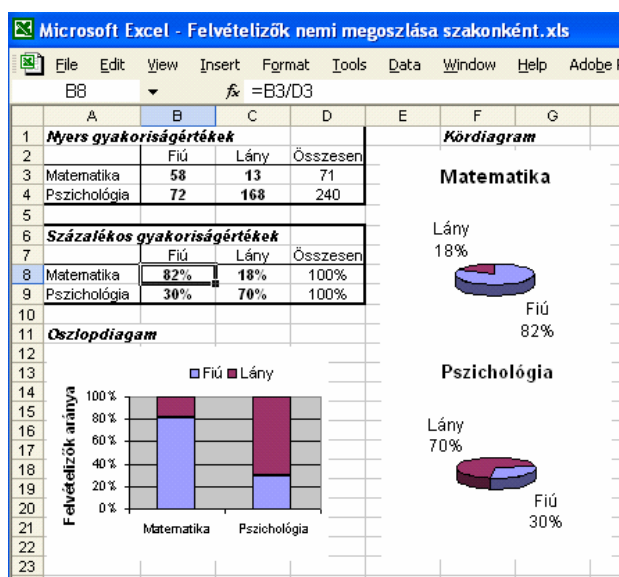 Microsoft Excel - Felvételizők nemi megoszlása szakonként.xls
File Edit View Insert Format Tools Data Window Help Adobe
B8 fx =B3/D3
A B C D E F G
1 Nyers gyakoriságértékek Kördiagram
2 Fiú Lány Összesen
3 Matematika 58 13 71 Matematika
4 Pszichológia 72 168 240
5 Lány
6 Százalékos gyakoriságértékek 18%
7 Fiú Lány Összesen
8 Matematika 82% 18% 100%
9 Pszichológia 30% 70% 100%
10 Fiú
11 Oszlopdiagam 82%
12
13 Fiú Lány Pszichológia
14 100%
15 80% Lány
16 60% 70%
17 40%
18 20%
19 0%
20 Fiú
21 Matematika Pszichológia 30%
22
23
Felvételizők aránya